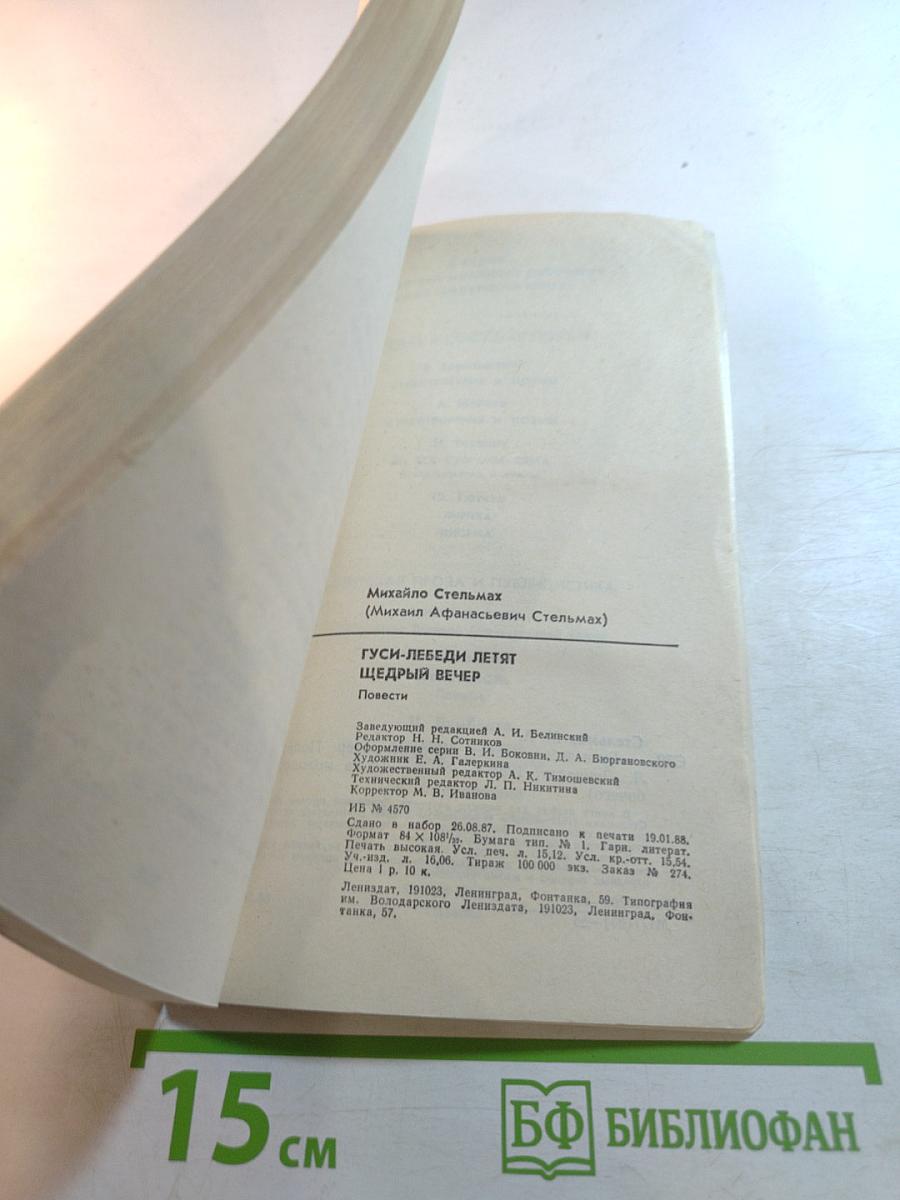 Михайло Стельмах
(Михаил Афанасьевич Стельмах)
ГУСИ-ЛЕБЕДИ ЛЕТЯТ
ЩЕДРЫЙ ВЕЧЕР
Повести
Заведующий редакцией А. И. Белинский
Редактор Н. Н. Сотников
Оформление серии В. И. Боковни, Д. А. Бюргановского
Художник Е. А. Галеркина
Художественный редактор А. К. Тимошевский
Технический редактор Л. П. Никитина
Корректор М. В. Иванова
ИБ № 4570
Сдано в набор 26.08.87. Подписано к печати 19.01.88.
Формат 84 × 108¹/₃₂. Бумага тип. № 1. Гарн. литерат.
Печать высокая. Усл. печ. л. 15,12. Усл. кр.-отт. 15,54.
Уч.-изд. л. 16,06. Тираж 100 000 экз. Заказ № 274.
Цена 1 р. 10 к.
Лениздат, 191023, Ленинград, Фонтанка, 59. Типография
им. Володарского Лениздата, 191023, Ленинград, Фон-
танка, 57.
15 см
БФ БИБЛИОФАН